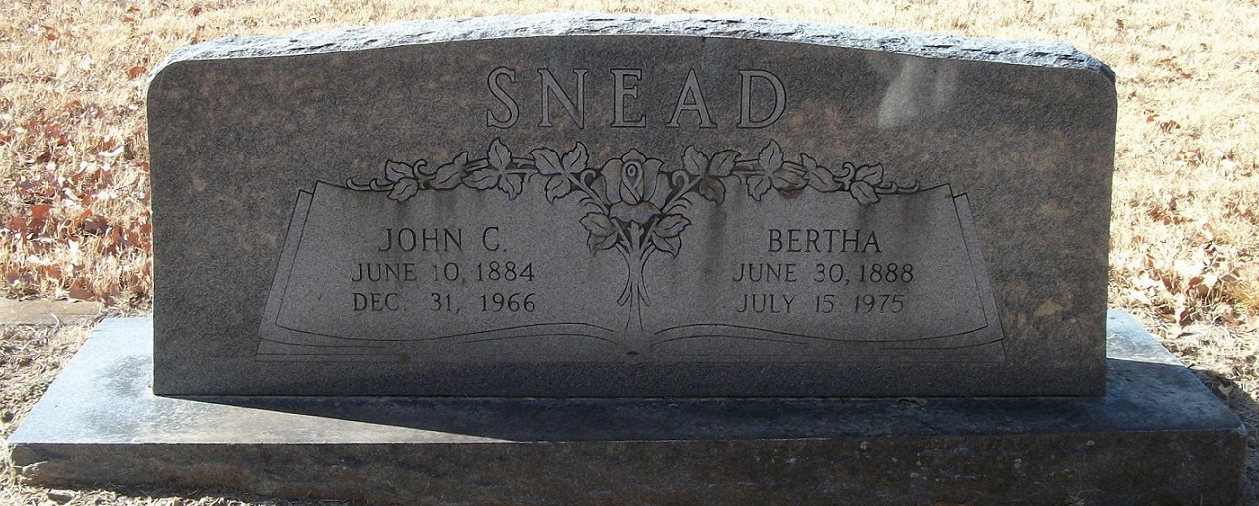 SNEAD
JOHN C.
JUNE 10, 1884
DEC. 31, 1966
BERTHA
JUNE 30, 1888
JULY 15 1975